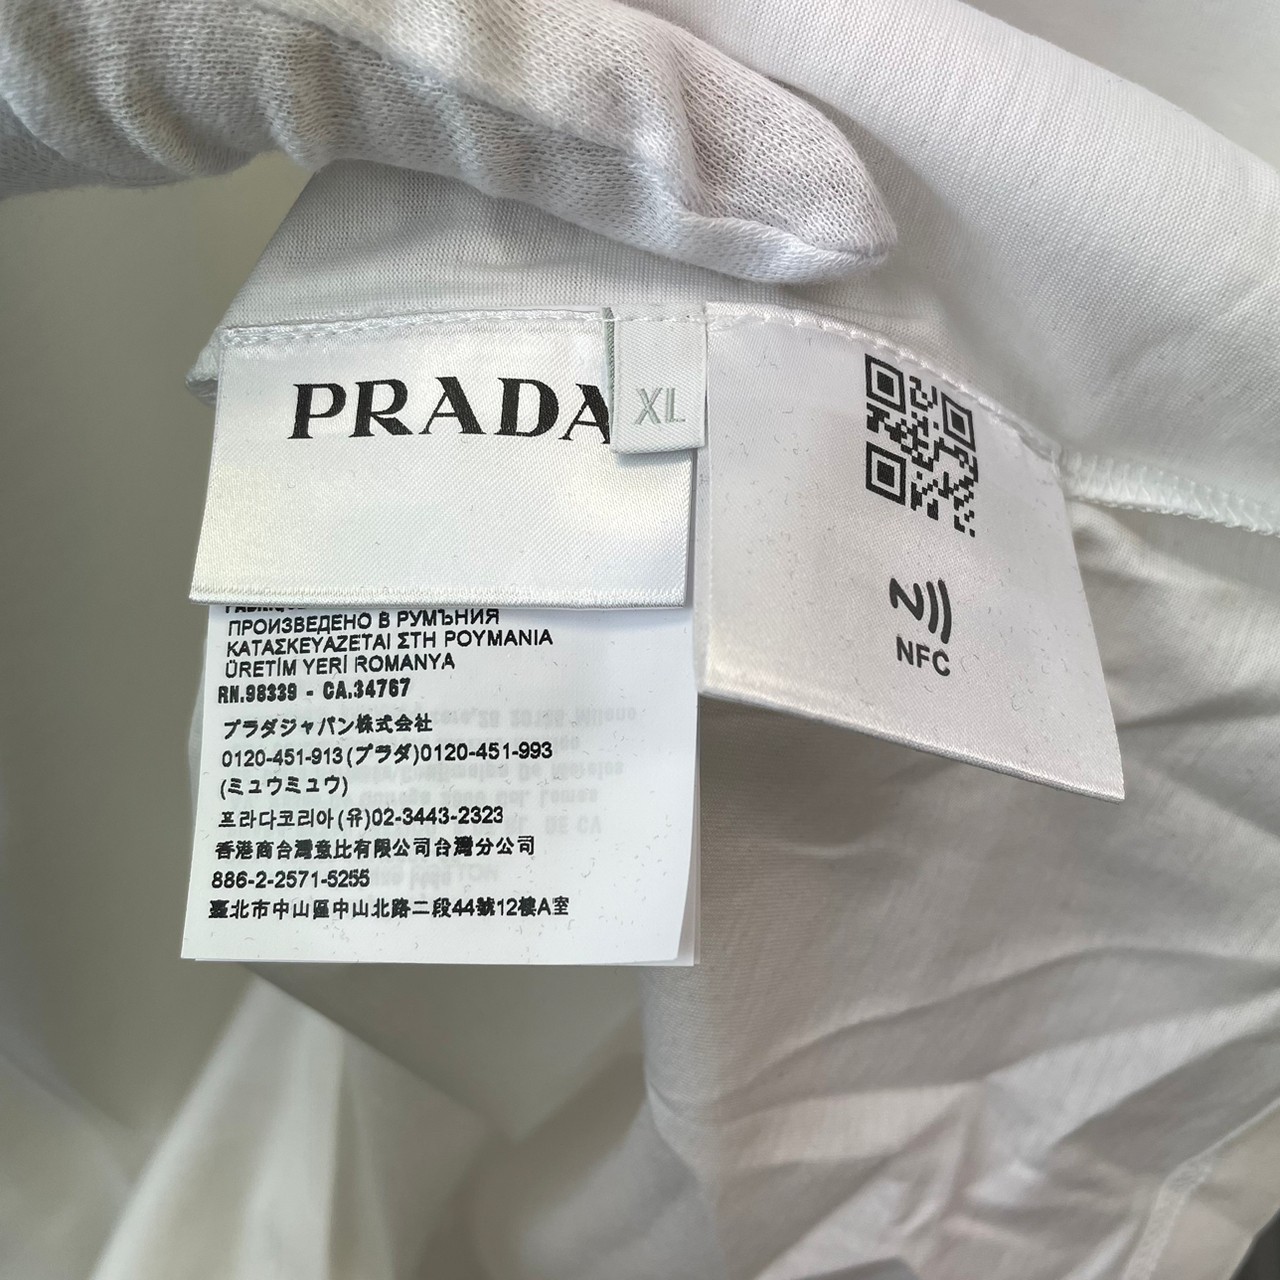 PRADA
XL
NFC
ПРОИЗВЕДЕНО В РУМЪНИЯ
ΚΑΤΑΣΚΕΥΑΖΕΤΑΙ ΣΤΗ ΡΟΥΜΑΝΙΑ
ÜRETİM YERİ ROMANYA
RN.98339 - CA.34767
プラダジャパン株式会社
0120-451-913(プラダ)0120-451-993
(ミュウミュウ)
프라다코리아(유)02-3443-2323
香港商台灣意比有限公司台灣分公司
886-2-2571-5255
臺北市中山區中山北路二段44號12樓A室